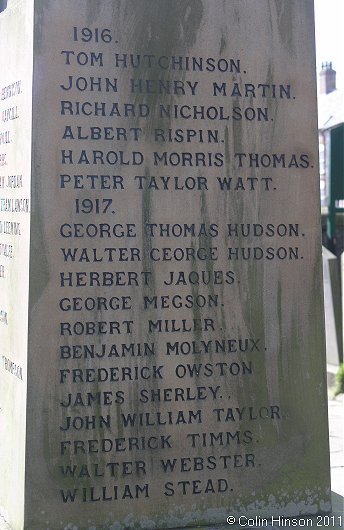 1916.
TOM HUTCHINSON.
JOHN HENRY MARTIN.
RICHARD NICHOLSON.
ALBERT RISPIN.
HAROLD MORRIS THOMAS.
PETER TAYLOR WATT.
1917.
GEORGE THOMAS HUDSON.
WALTER GEORGE HUDSON.
HERBERT JAQUES.
GEORGE MEGSON.
ROBERT MILLER.
BENJAMIN MOLYNEUX.
FREDERICK OWSTON
JAMES SHERLEY.
JOHN WILLIAM TAYLOR.
FREDERICK TIMMS.
WALTER WEBSTER.
WILLIAM STEAD.
© Colin Hinson 2011